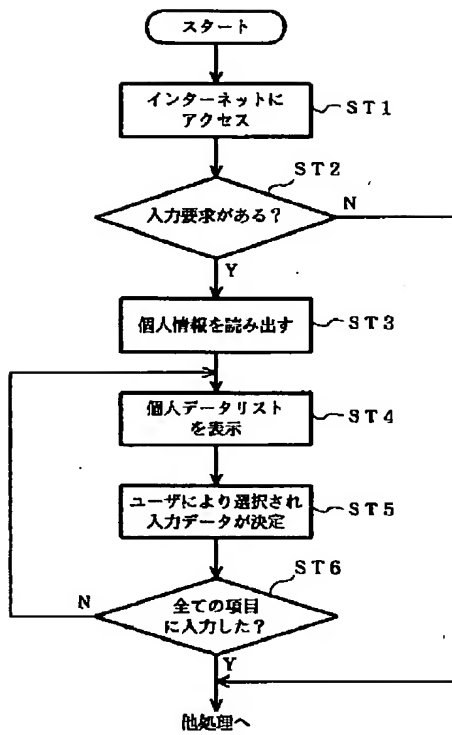 スタート
インターネットに
アクセス
ST1
ST2
入力要求がある?
N
Y
個人情報を読み出す
ST3
個人データリスト
を表示
ST4
ユーザにより選択され
入力データが決定
ST5
ST6
全ての項目
に入力した?
N
Y
他処理へ